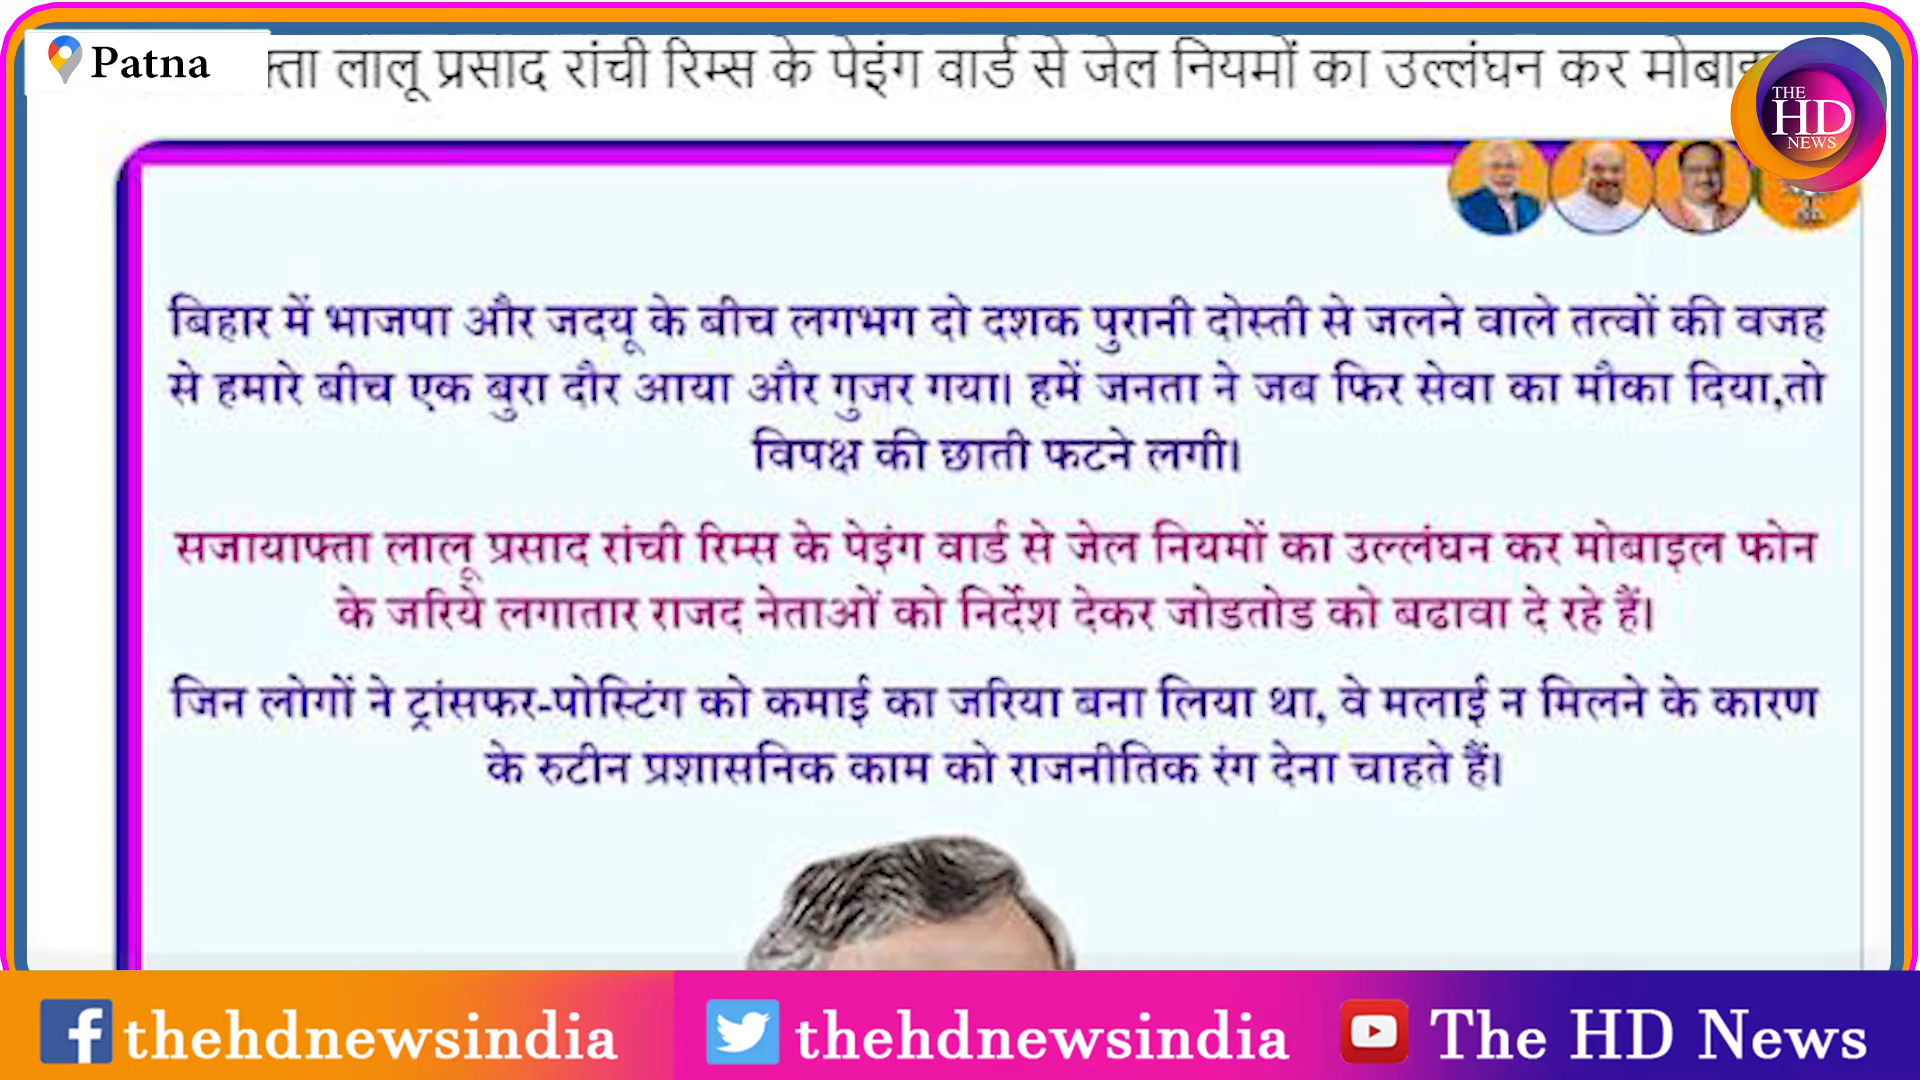 Patna
लालू प्रसाद रांची रिम्स के पेइंग वार्ड से जेल नियमों का उल्लंघन कर
THE
HD
NEWS
बिहार में भाजपा और जदयू के बीच लगभग दो दशक पुरानी दोस्ती से जलने वाले तत्वों की वजह
से हमारे बीच एक बुरा दौर आया और गुजर गया। हमें जनता ने जब फिर सेवा का मौका दिया,तो
विपक्ष की छाती फटने लगी।
सजायाफ्ता लालू प्रसाद रांची रिम्स के पेइंग वार्ड से जेल नियमों का उल्लंघन कर मोबाइल फोन
के जरिये लगातार राजद नेताओं को निर्देश देकर जोडतोड को बढावा दे रहे हैं।
जिन लोगों ने ट्रांसफर-पोस्टिंग को कमाई का जरिया बना लिया था, वे मलाई न मिलने के कारण
के रुटीन प्रशासनिक काम को राजनीतिक रंग देना चाहते हैं।
thehdnewsindia thehdnewsindia The HD News